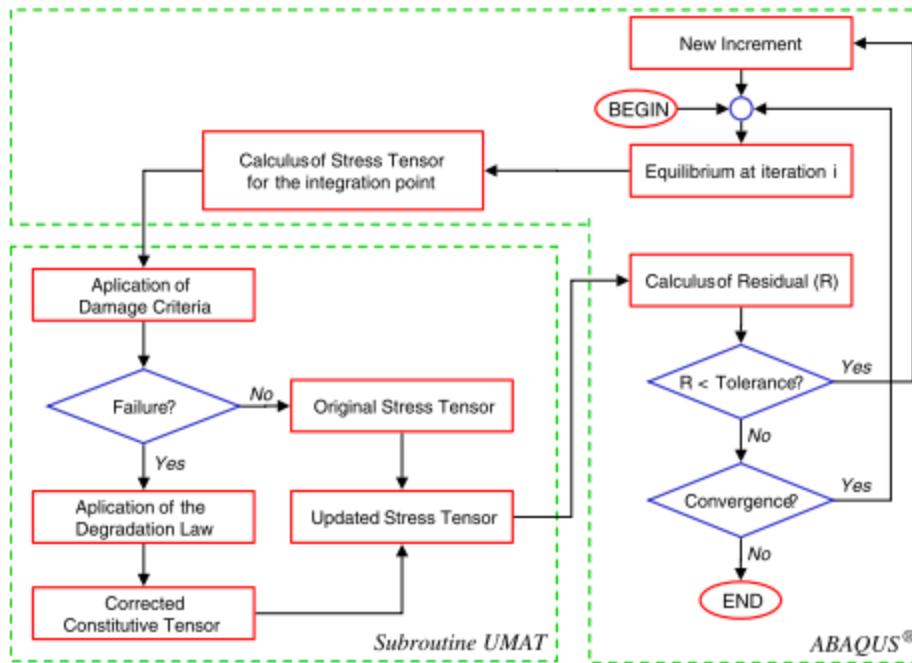 New Increment
BEGIN
Equilibrium at iteration i
Calculus of Stress Tensor
for the integration point
Aplication of
Damage Criteria
Failure?
No
Original Stress Tensor
Yes
Aplication of the
Degradation Law
Updated Stress Tensor
Corrected
Constitutive Tensor
Subroutine UMAT
Calculus of Residual (R)
R < Tolerance?
Yes
No
Convergence?
Yes
No
END
ABAQUS®